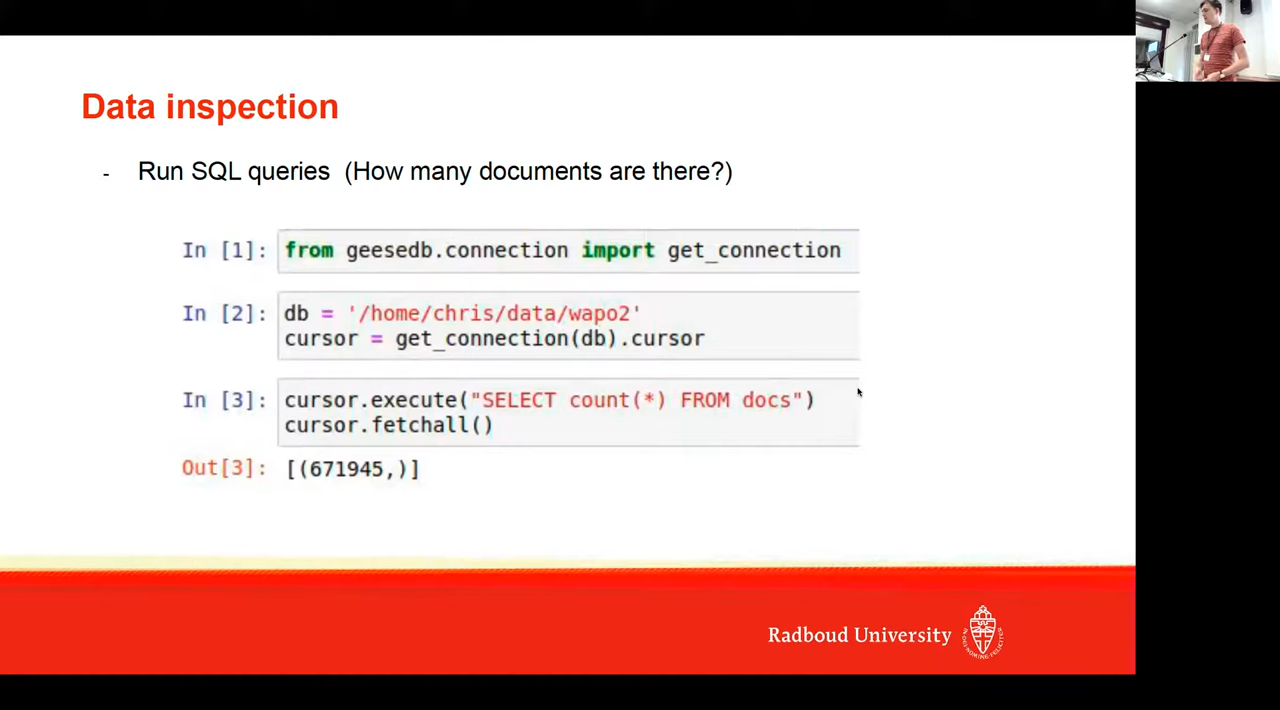 Data inspection
- Run SQL queries (How many documents are there?)
In [1]: from geesedb.connection import get_connection
In [2]: db = '/home/chris/data/wapo2'
cursor = get_connection(db).cursor
In [3]: cursor.execute("SELECT count(*) FROM docs")
cursor.fetchall()
Out[3]: [(671945,)]
Radboud University